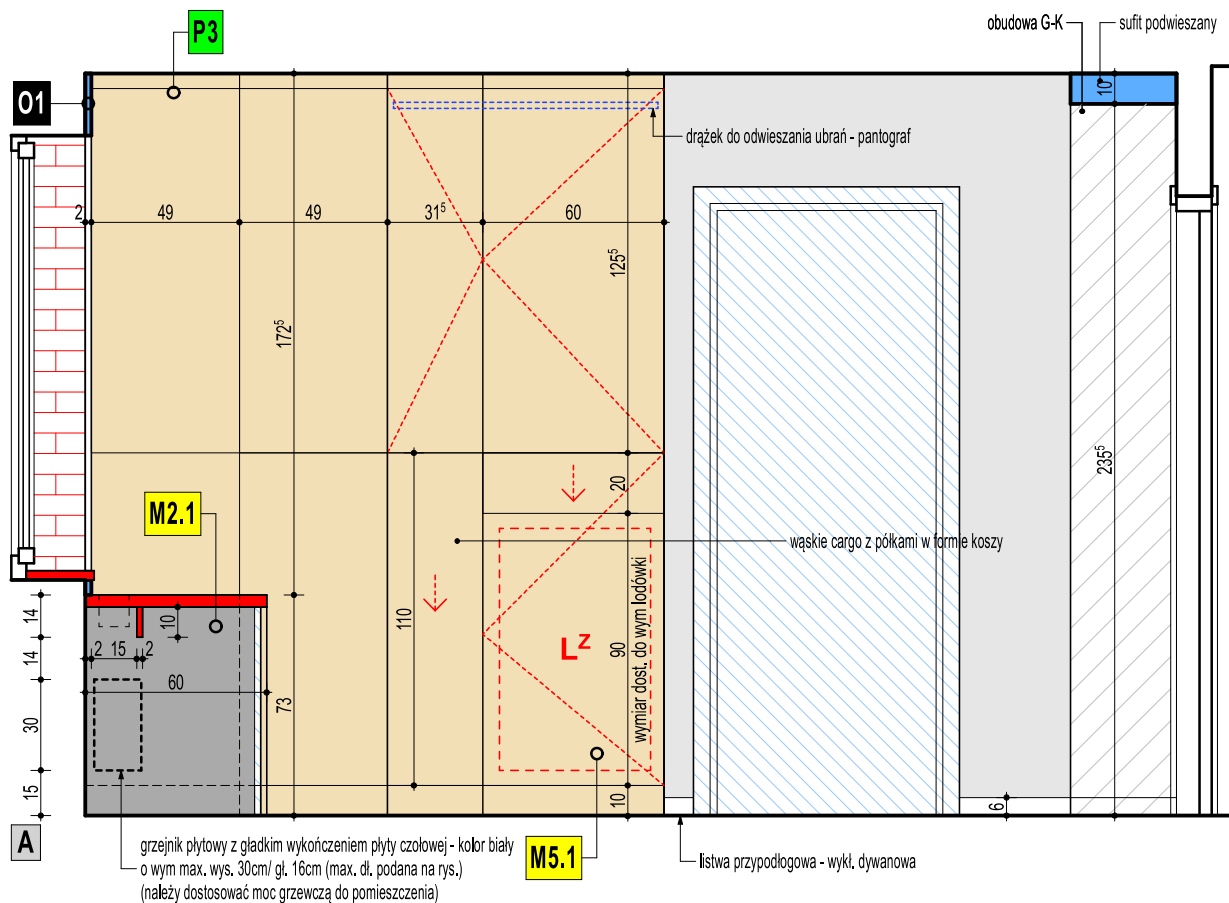 P3
obudowa G-K
sufit podwieszany
O1
10
drążek do odwieszania ubrań - pantograf
2
49
49
31⁵
60
125⁵
172⁵
235⁵
20
M2.1
wąskie cargo z półkami w formie koszy
14
14
10
110
2
15
2
14
60
Lᶻ
90
wymiar dost. do wym lodówki
73
30
15
10
6
A
grzejnik płytowy z gładkim wykończeniem płyty czołowej - kolor biały
o wym max. wys. 30cm/ gł. 16cm (max. dł. podana na rys.)
(należy dostosować moc grzewczą do pomieszczenia)
M5.1
listwa przypodłogowa - wykł. dywanowa